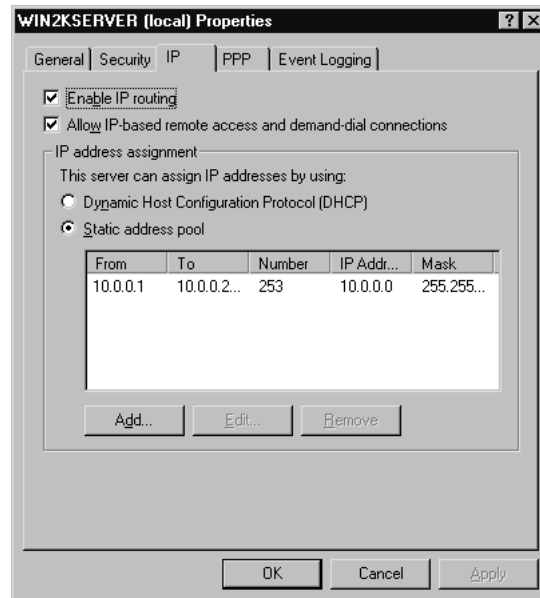 WIN2KSERVER (local) Properties
General Security IP PPP Event Logging
Enable IP routing
Allow IP-based remote access and demand-dial connections
IP address assignment
This server can assign IP addresses by using:
Dynamic Host Configuration Protocol (DHCP)
Static address pool
From To Number IP Addr... Mask
10.0.0.1 10.0.0.2... 253 10.0.0.0 255.255...
Add... Edit... Remove
OK Cancel Apply